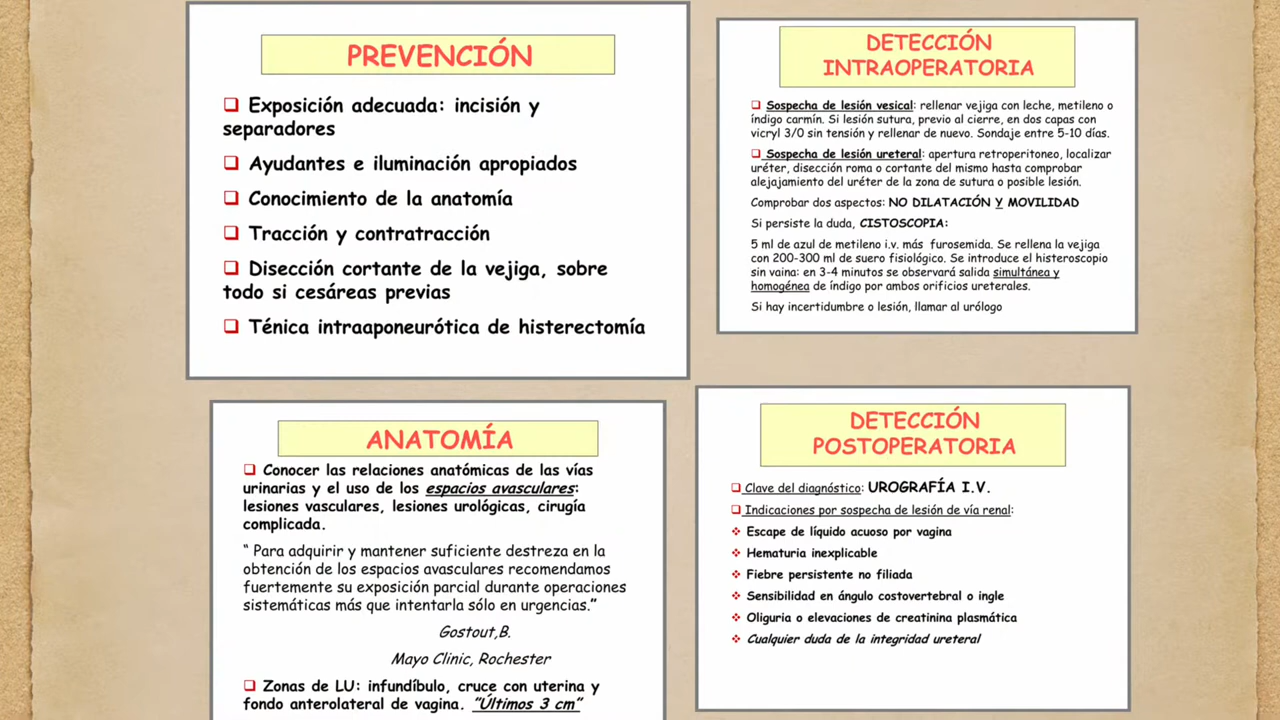 PREVENCIÓN
Exposición adecuada: incisión y
separadores
Ayudantes e iluminación apropiados
Conocimiento de la anatomía
Tracción y contratracción
Disección cortante de la vejiga, sobre
todo si cesáreas previas
Ténica intraaponeurótica de histerectomía
DETECCIÓN
INTRAOPERATORIA
Sospecha de lesión vesical: rellenar vejiga con leche, metileno o
índigo carmín. Si lesión sutura, previo al cierre, en dos capas con
vicryl 3/0 sin tensión y rellenar de nuevo. Sondaje entre 5-10 días.
Sospecha de lesión ureteral: apertura retroperitoneo, localizar
uréter, disección roma o cortante del mismo hasta comprobar
alejajamiento del uréter de la zona de sutura o posible lesión.
Comprobar dos aspectos: NO DILATACIÓN Y MOVILIDAD
Si persiste la duda, CISTOSCOPIA:
5 ml de azul de metileno i.v. más furosemida. Se rellena la vejiga
con 200-300 ml de suero fisiológico. Se introduce el histeroscopio
sin vaina: en 3-4 minutos se observará salida simultánea y
homogénea de índigo por ambos orificios ureterales.
Si hay incertidumbre o lesión, llamar al urólogo
ANATOMÍA
Conocer las relaciones anatómicas de las vías
urinarias y el uso de los espacios avasculares:
lesiones vasculares, lesiones urológicas, cirugía
complicada.
“ Para adquirir y mantener suficiente destreza en la
obtención de los espacios avasculares recomendamos
fuertemente su exposición parcial durante operaciones
sistemáticas más que intentarla sólo en urgencias.”
Gostout,B.
Mayo Clinic, Rochester
Zonas de LU: infundíbulo, cruce con uterina y
fondo anterolateral de vagina. “Últimos 3 cm”
DETECCIÓN
POSTOPERATORIA
Clave del diagnóstico: UROGRAFÍA I.V.
Indicaciones por sospecha de lesión de vía renal:
Escape de líquido acuoso por vagina
Hematuria inexplicable
Fiebre persistente no filiada
Sensibilidad en ángulo costovertebral o ingle
Oliguria o elevaciones de creatinina plasmática
Cualquier duda de la integridad ureteral